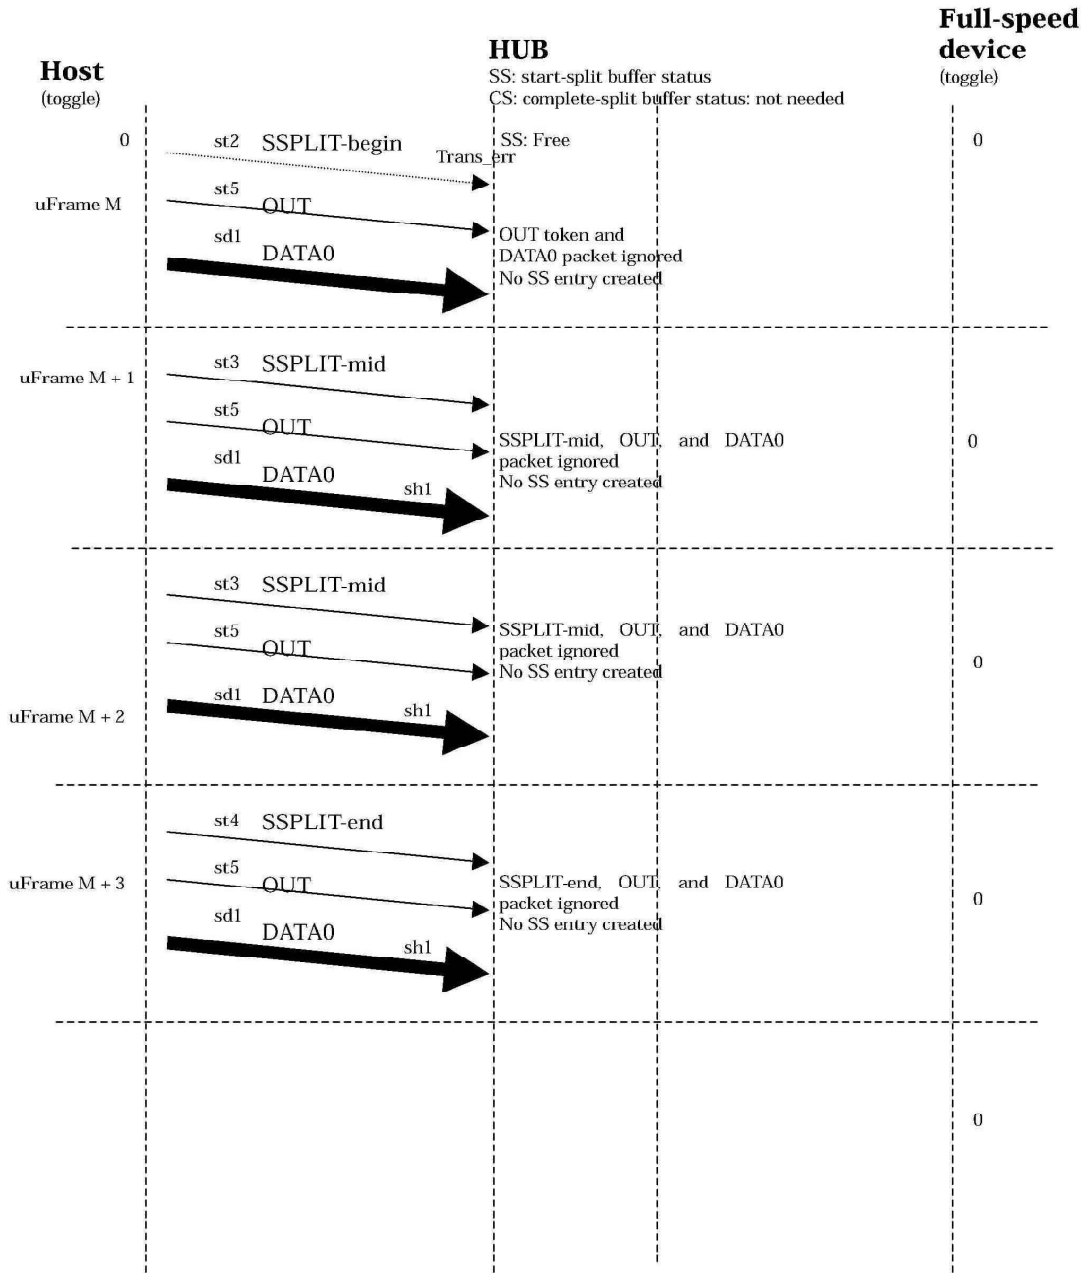 Full-speed
device
(toggle)
HUB
SS: start-split buffer status
CS: complete-split buffer status: not needed
Host
(toggle)
0
st2 SSPLIT-begin
Trans_err
SS: Free
0
uFrame M
st5
OUT
sd1
DATA0
OUT token and
DATA0 packet ignored
No SS entry created
uFrame M + 1
st3 SSPLIT-mid
st5
OUT
sd1
DATA0
sh1
SSPLIT-mid, OUT, and DATA0
packet ignored
No SS entry created
0
st3 SSPLIT-mid
st5
OUT
SSPLIT-mid, OUT, and DATA0
packet ignored
No SS entry created
0
uFrame M + 2
sd1 DATA0
sh1
st4 SSPLIT-end
uFrame M + 3
st5
OUT
sd1
DATA0
sh1
SSPLIT-end, OUT, and DATA0
packet ignored
No SS entry created
0
0